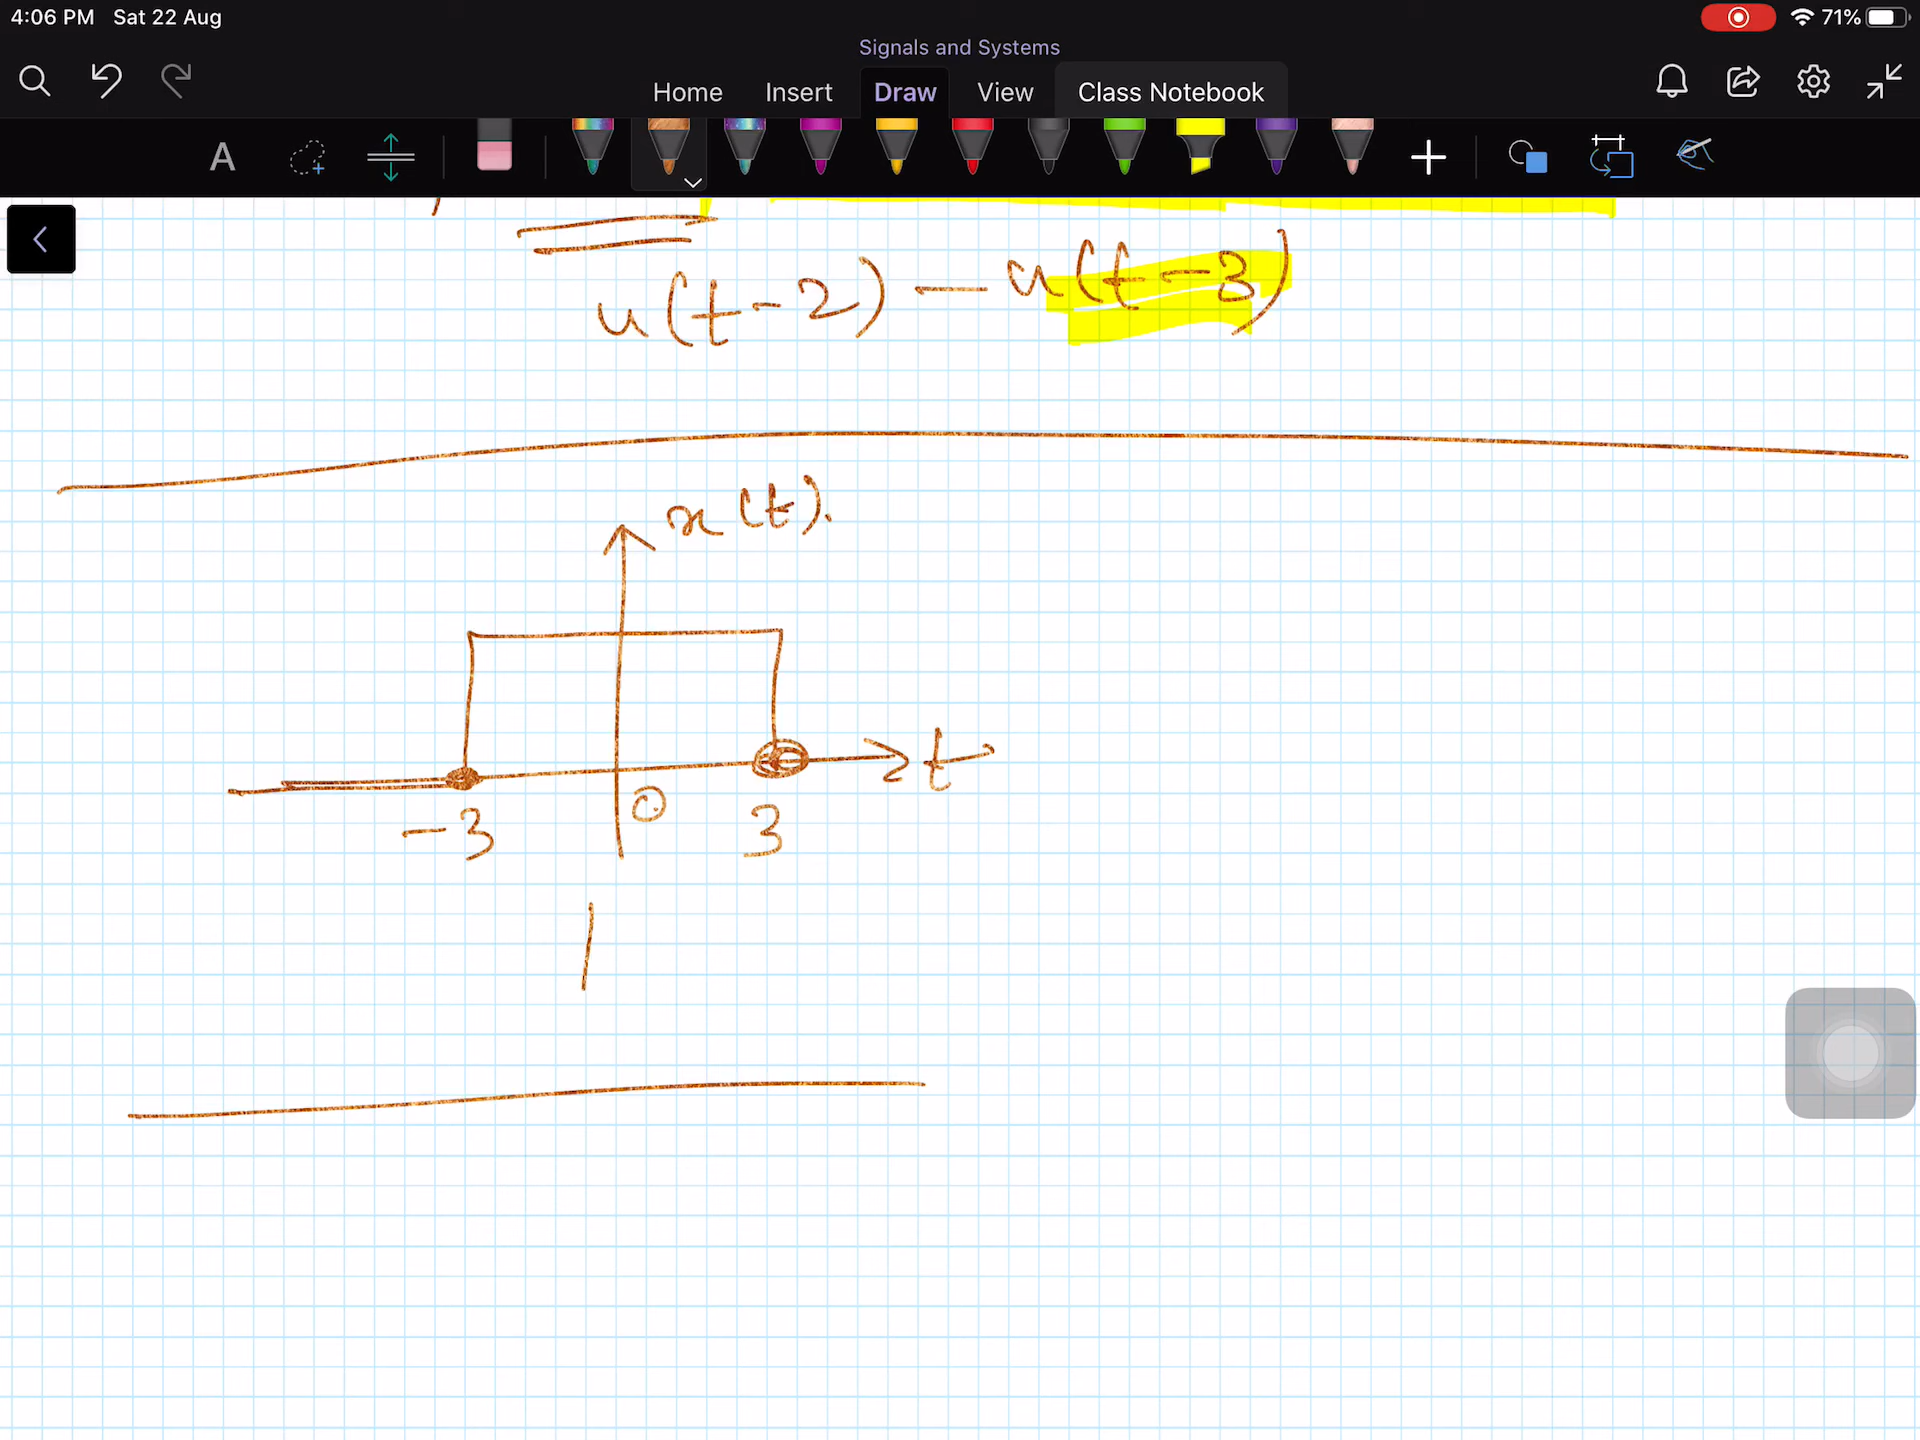 4:06 PM Sat 22 Aug
71%
Signals and Systems
Home Insert Draw View Class Notebook
A
u(t-2) - u(t-3)
x(t).
t
-3 0 3